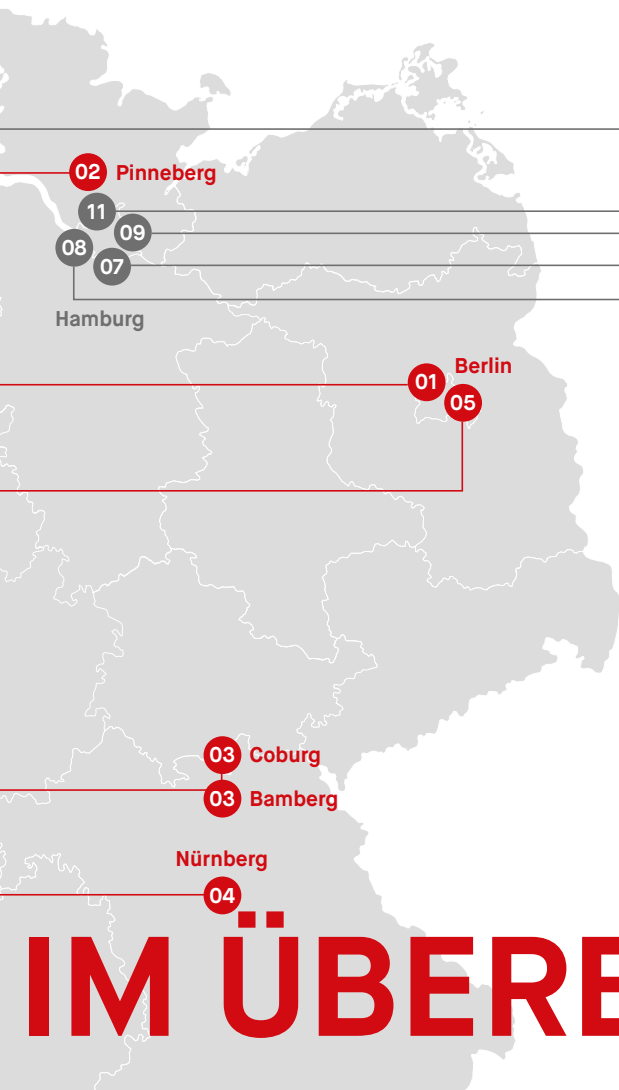 02 Pinneberg
11
09
08
07
Hamburg
Berlin
01
05
03 Coburg
03 Bamberg
Nürnberg
04
IM ÜBERE